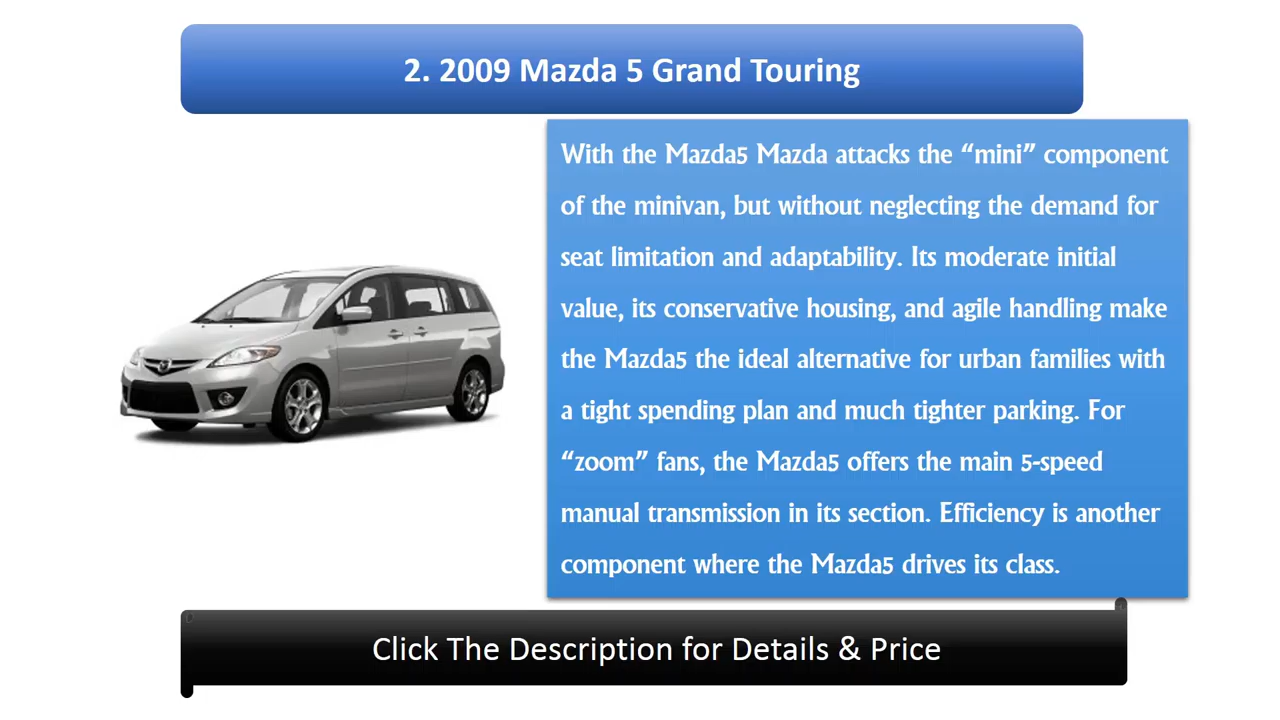 2. 2009 Mazda 5 Grand Touring
With the Mazda5 Mazda attacks the “mini” component
of the minivan, but without neglecting the demand for
seat limitation and adaptability. Its moderate initial
value, its conservative housing, and agile handling make
the Mazda5 the ideal alternative for urban families with
a tight spending plan and much tighter parking. For
“zoom” fans, the Mazda5 offers the main 5-speed
manual transmission in its section. Efficiency is another
component where the Mazda5 drives its class.
Click The Description for Details & Price